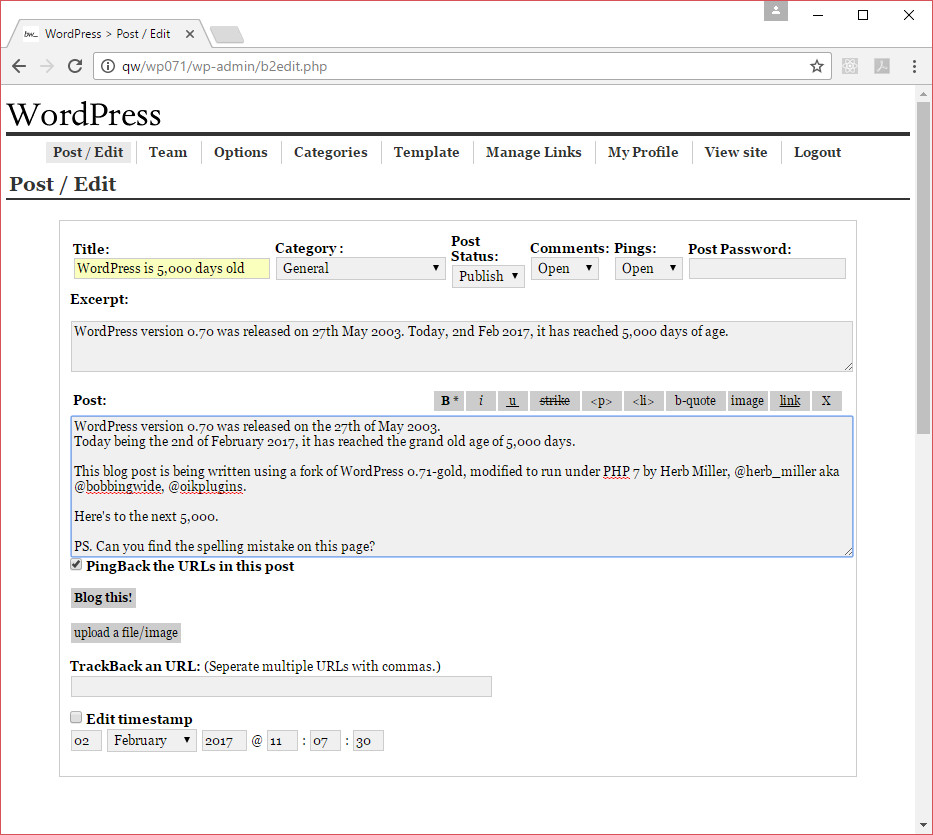 WordPress > Post / Edit
qw/wp071/wp-admin/b2edit.php
WordPress
Post / Edit Team Options Categories Template Manage Links My Profile View site Logout
Post / Edit
Title: Category : Post Status: Comments: Pings: Post Password:
WordPress is 5,000 days old General Publish Open Open
Excerpt:
WordPress version 0.70 was released on 27th May 2003. Today, 2nd Feb 2017, it has reached 5,000 days of age.
Post: B * i u strike <p> <li> b-quote image link X
WordPress version 0.70 was released on the 27th of May 2003.
Today being the 2nd of February 2017, it has reached the grand old age of 5,000 days.
This blog post is being written using a fork of WordPress 0.71-gold, modified to run under PHP 7 by Herb Miller, @herb_miller aka
@bobbingwide, @oikplugins.
Here's to the next 5,000.
PS. Can you find the spelling mistake on this page?
PingBack the URLs in this post
Blog this!
upload a file/image
TrackBack an URL: (Seperate multiple URLs with commas.)
Edit timestamp
02 February 2017 @ 11 : 07 : 30